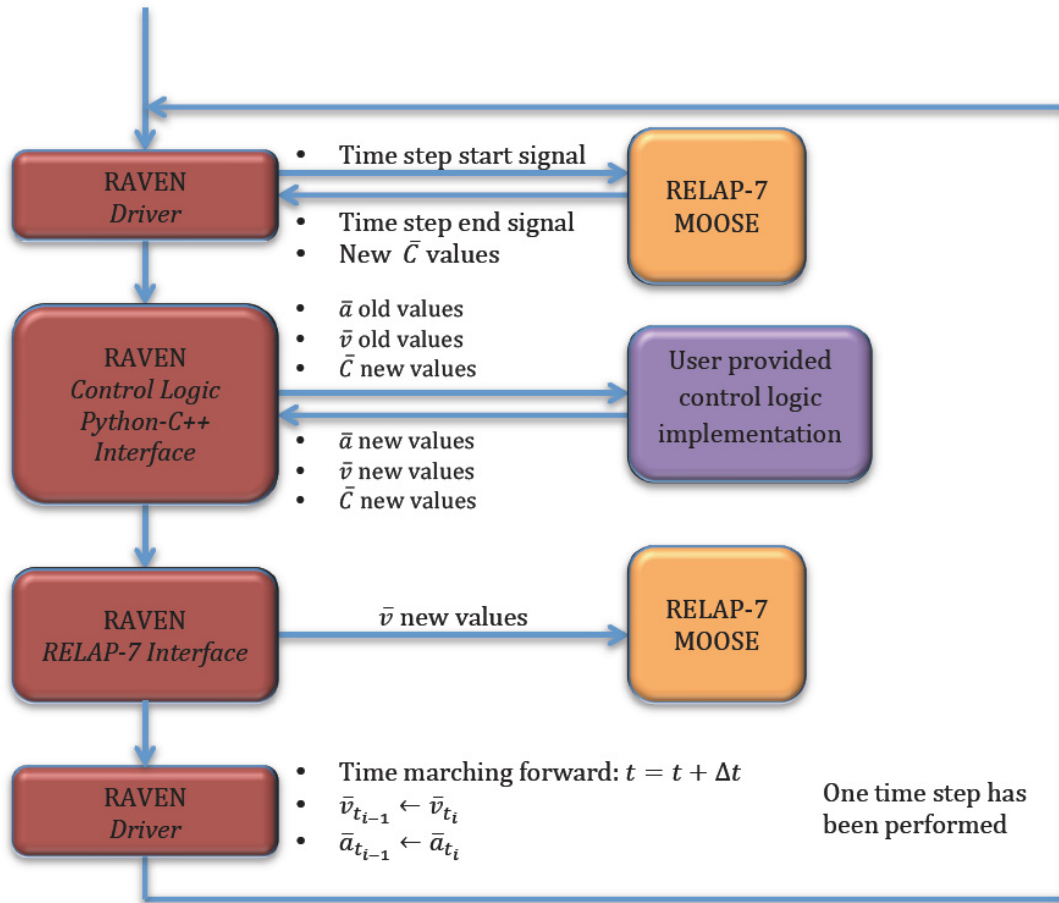 RAVEN
Driver
• Time step start signal
• Time step end signal
• New C̄ values
RELAP-7
MOOSE
RAVEN
Control Logic
Python-C++
Interface
• ā old values
• v̄ old values
• C̄ new values
• ā new values
• v̄ new values
• C̄ new values
User provided
control logic
implementation
RAVEN
RELAP-7 Interface
v̄ new values
RELAP-7
MOOSE
RAVEN
Driver
• Time marching forward: t = t + Δt
• v̄_{t_{i−1}} ← v̄_{t_i}
• ā_{t_{i−1}} ← ā_{t_i}
One time step has
been performed